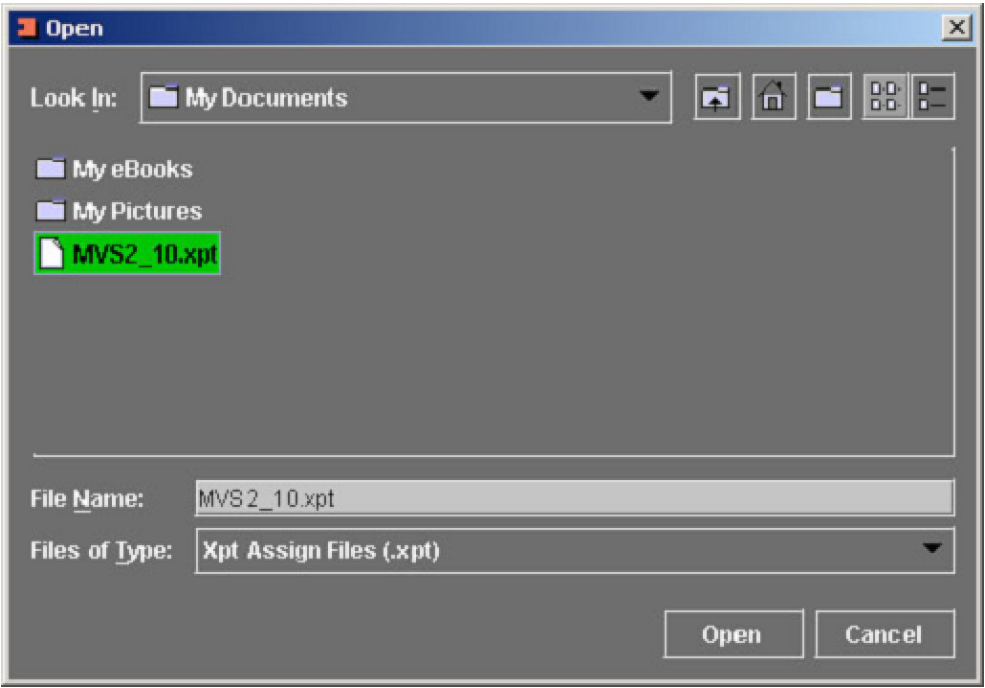 Open
Look In: My Documents
My eBooks
My Pictures
MVS2_10.xpt
File Name: MVS2_10.xpt
Files of Type: Xpt Assign Files (.xpt)
Open Cancel